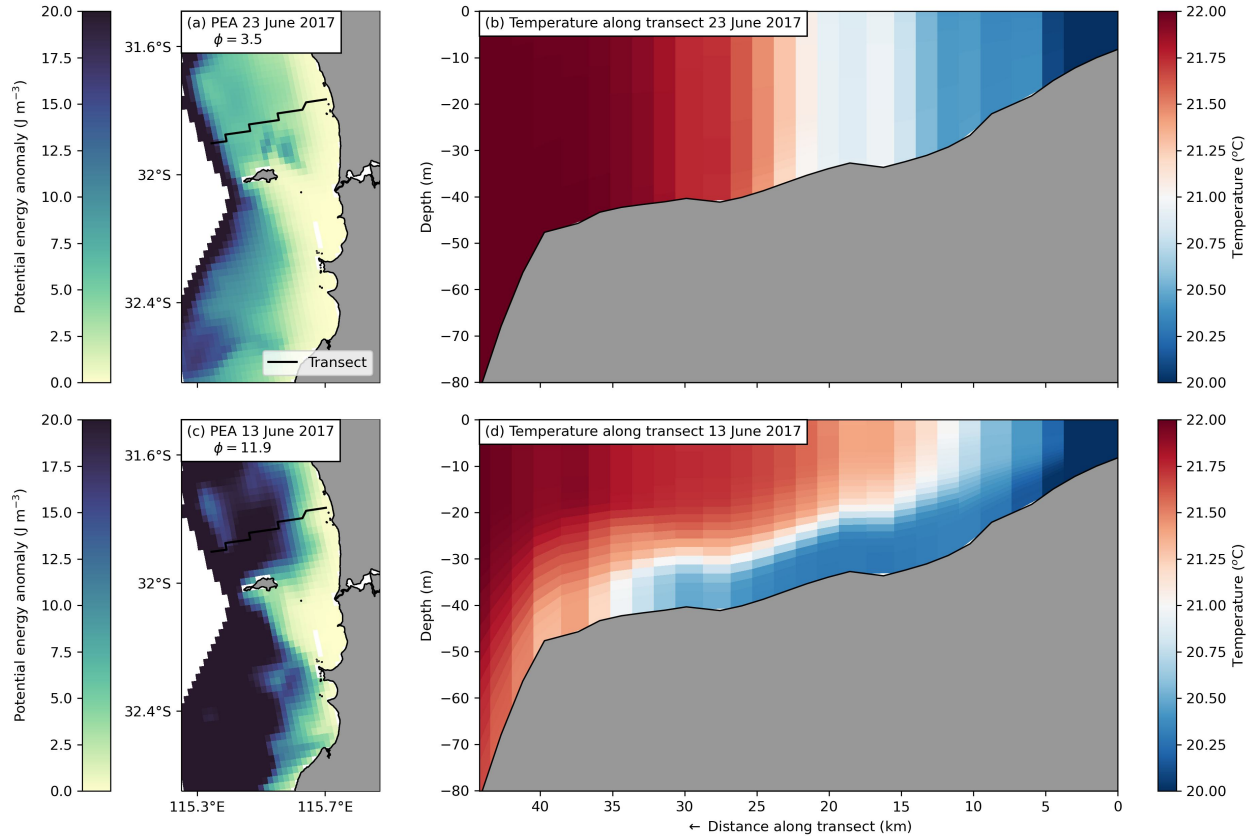 (a) PEA 23 June 2017
ϕ = 3.5
20.0
17.5
15.0
12.5
10.0
7.5
5.0
2.5
0.0
Potential energy anomaly (J m⁻³)
31.6°S
32°S
32.4°S
Transect
(b) Temperature along transect 23 June 2017
0
−10
−20
−30
−40
−50
−60
−70
−80
Depth (m)
22.00
21.75
21.50
21.25
21.00
20.75
20.50
20.25
20.00
Temperature (°C)
(c) PEA 13 June 2017
ϕ = 11.9
20.0
17.5
15.0
12.5
10.0
7.5
5.0
2.5
0.0
Potential energy anomaly (J m⁻³)
31.6°S
32°S
32.4°S
115.3°E 115.7°E
(d) Temperature along transect 13 June 2017
0
−10
−20
−30
−40
−50
−60
−70
−80
Depth (m)
40 35 30 25 20 15 10 5 0
← Distance along transect (km)
22.00
21.75
21.50
21.25
21.00
20.75
20.50
20.25
20.00
Temperature (°C)